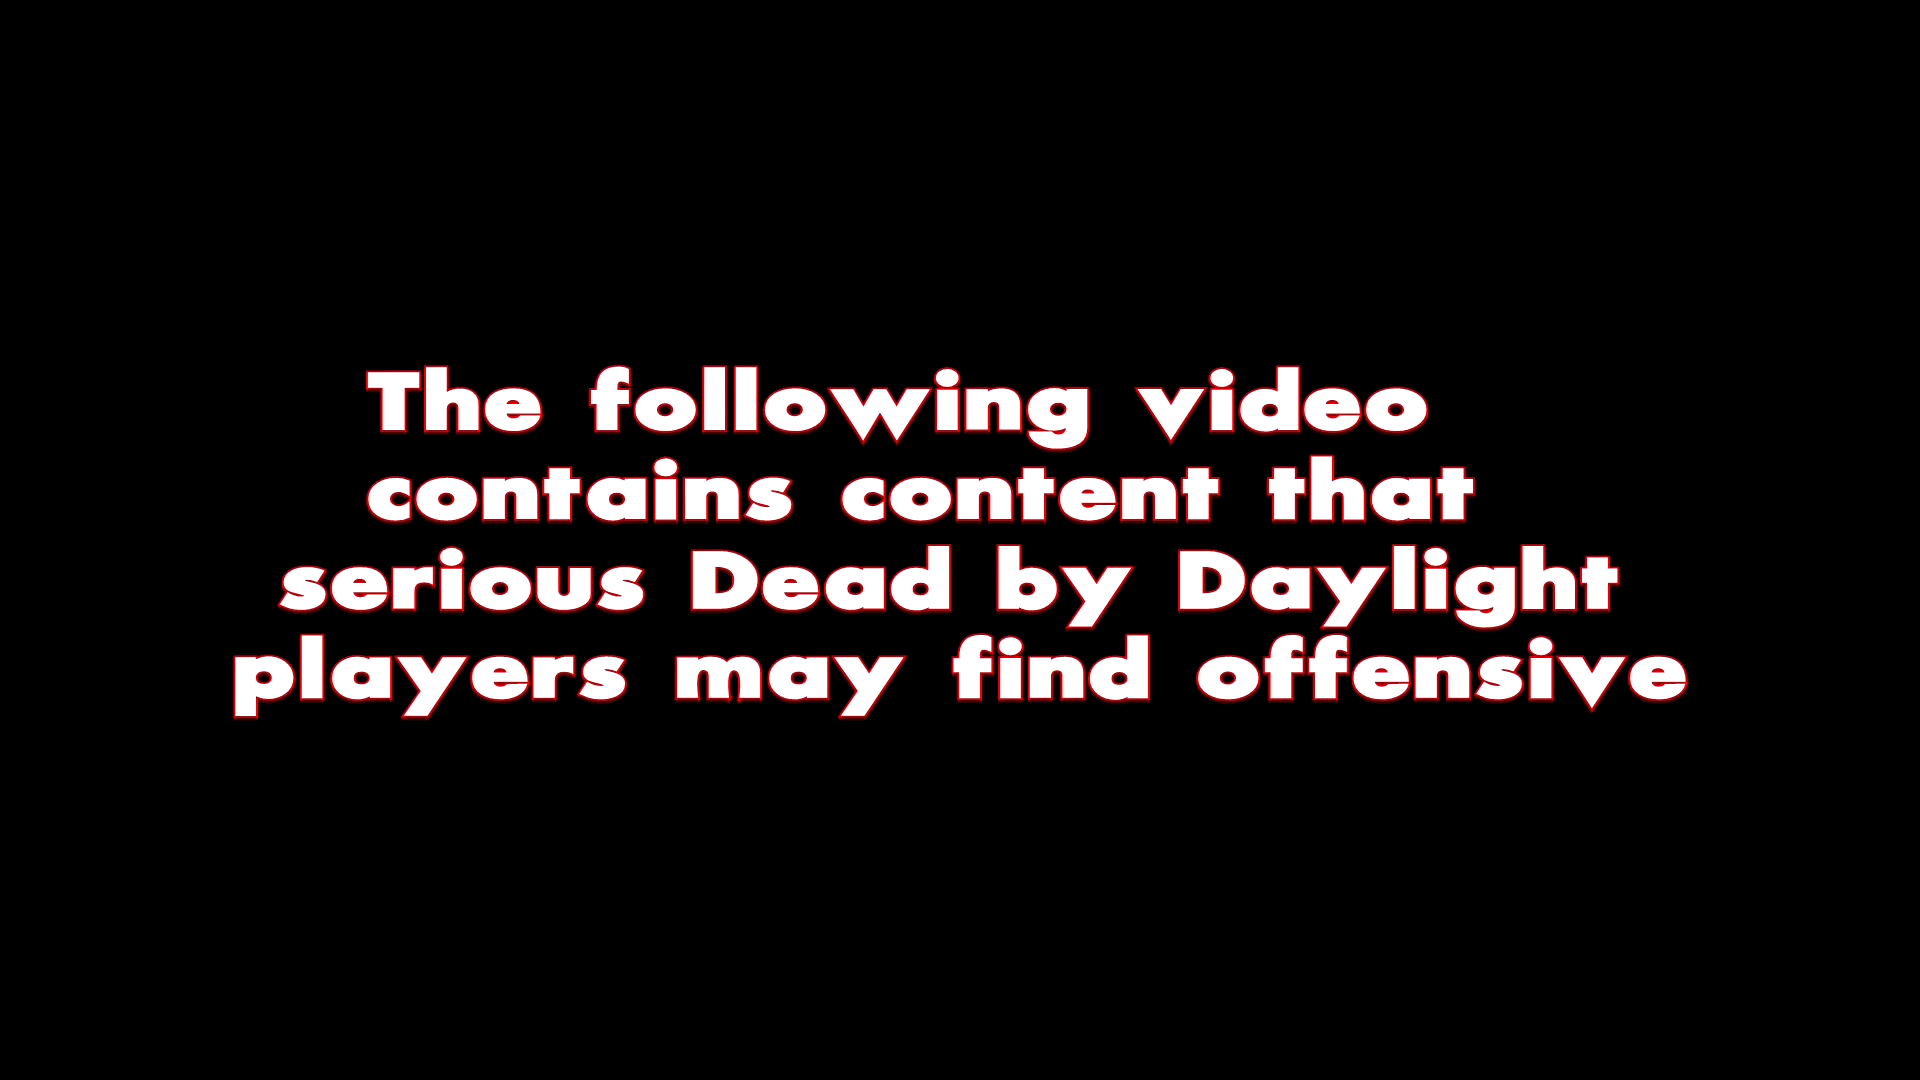 The following video
contains content that
serious Dead by Daylight
players may find offensive